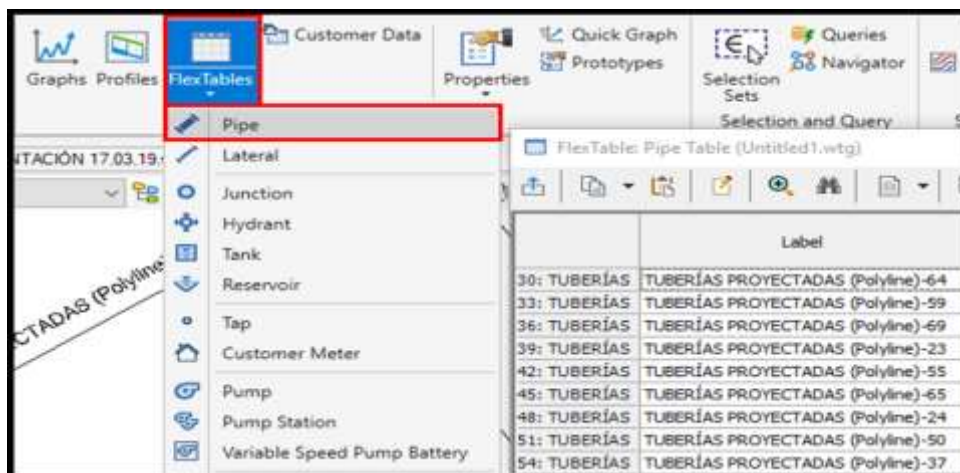 Graphs Profiles FlexTables
Customer Data
Properties
Quick Graph
Prototypes
Selection
Sets
Queries
Navigator
Selection and Query
NTACIÓN 17.03.19
CTADAS (Polyline
Pipe
Lateral
Junction
Hydrant
Tank
Reservoir
Tap
Customer Meter
Pump
Pump Station
Variable Speed Pump Battery
FlexTable: Pipe Table (Untitled1.wtg)
Label
30: TUBERÍAS TUBERÍAS PROYECTADAS (Polyline)-64
33: TUBERÍAS TUBERÍAS PROYECTADAS (Polyline)-59
36: TUBERÍAS TUBERÍAS PROYECTADAS (Polyline)-69
39: TUBERÍAS TUBERÍAS PROYECTADAS (Polyline)-23
42: TUBERÍAS TUBERÍAS PROYECTADAS (Polyline)-55
45: TUBERÍAS TUBERÍAS PROYECTADAS (Polyline)-65
48: TUBERÍAS TUBERÍAS PROYECTADAS (Polyline)-24
51: TUBERÍAS TUBERÍAS PROYECTADAS (Polyline)-50
54: TUBERÍAS TUBERÍAS PROYECTADAS (Polyline)-37